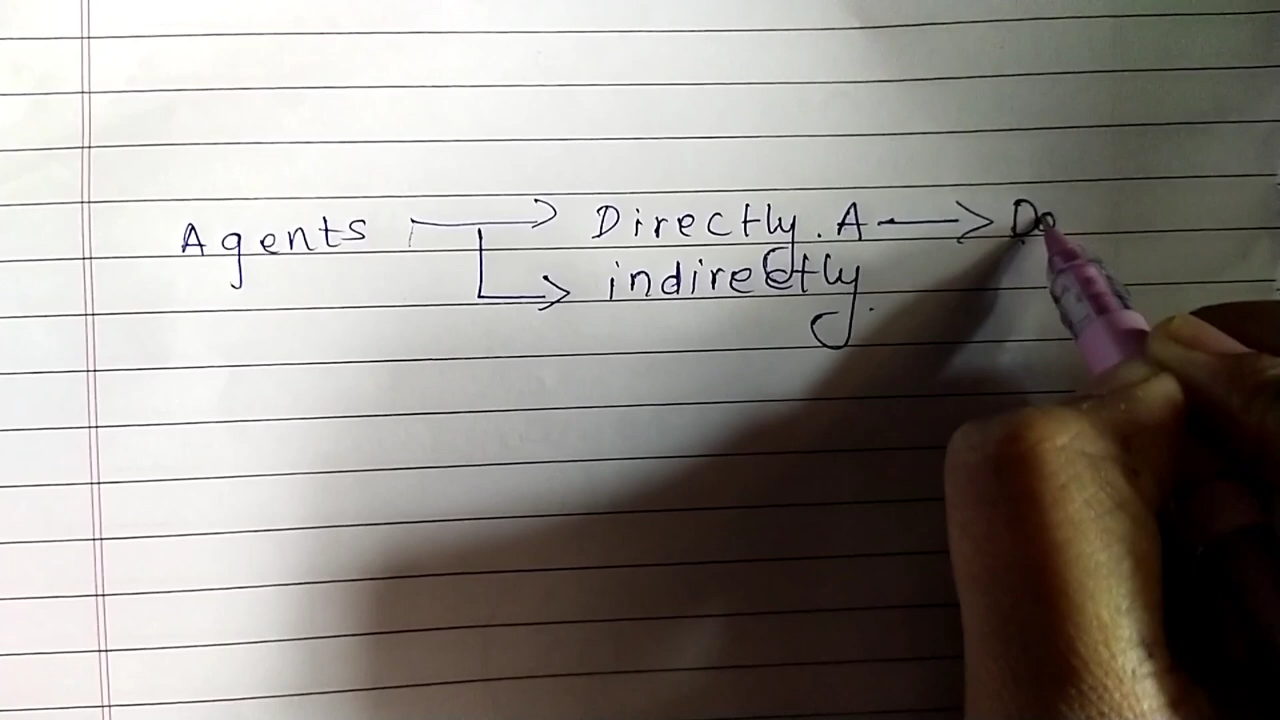 Agents → Directly. A → Do
indirectly.